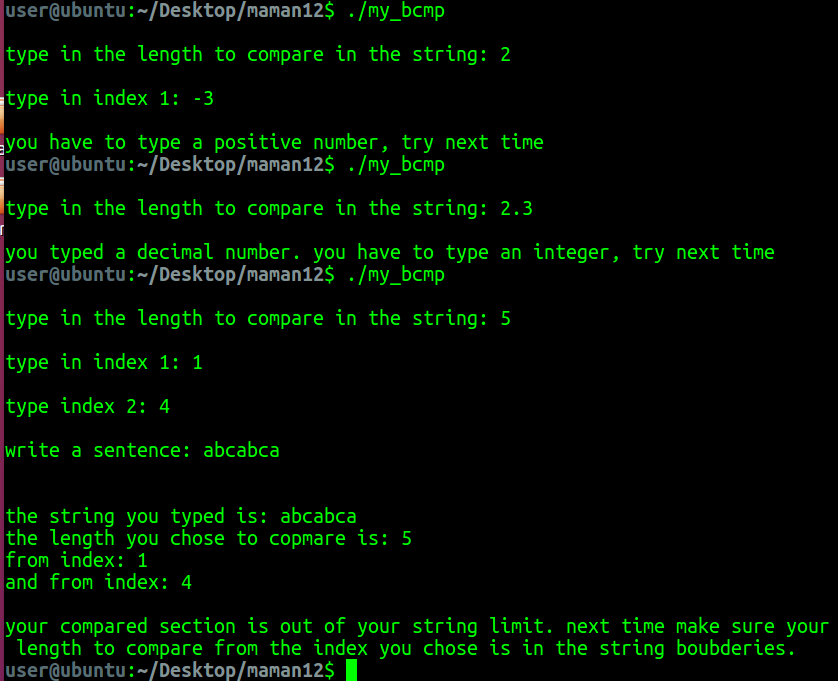 user@ubuntu:~/Desktop/maman12$ ./my_bcmp
type in the length to compare in the string: 2
type in index 1: -3
you have to type a positive number, try next time
user@ubuntu:~/Desktop/maman12$ ./my_bcmp
type in the length to compare in the string: 2.3
you typed a decimal number. you have to type an integer, try next time
user@ubuntu:~/Desktop/maman12$ ./my_bcmp
type in the length to compare in the string: 5
type in index 1: 1
type index 2: 4
write a sentence: abcabca
the string you typed is: abcabca
the length you chose to copmare is: 5
from index: 1
and from index: 4
your compared section is out of your string limit. next time make sure your
length to compare from the index you chose is in the string boubderies.
user@ubuntu:~/Desktop/maman12$